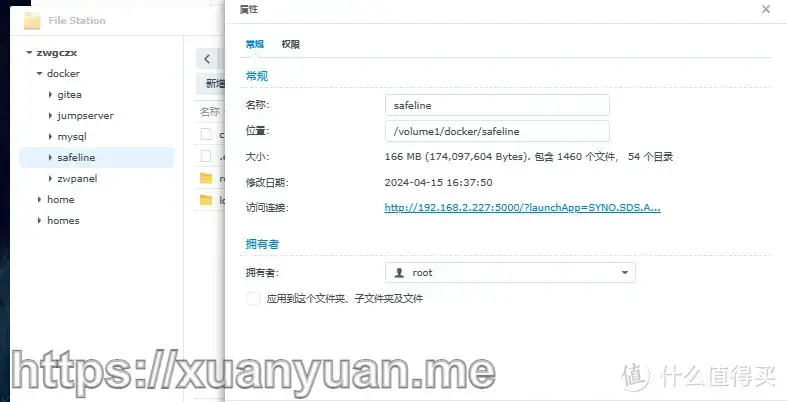 File Station
zwgczx
docker
gitea
jumpserver
mysql
safeline
zwpanel
home
homes
新增
名称
c
.e
re
lo
属性
常规 权限
常规
名称: safeline
位置: /volume1/docker/safeline
大小: 166 MB (174,097,604 Bytes). 包含 1460 个文件， 54 个目录
修改日期: 2024-04-15 16:37:50
访问连接: http://192.168.2.227:5000/?launchApp=SYNO.SDS.A...
拥有者
拥有者: root
应用到这个文件夹、子文件夹及文件
https://xuanyuan.me
值 什么值得买